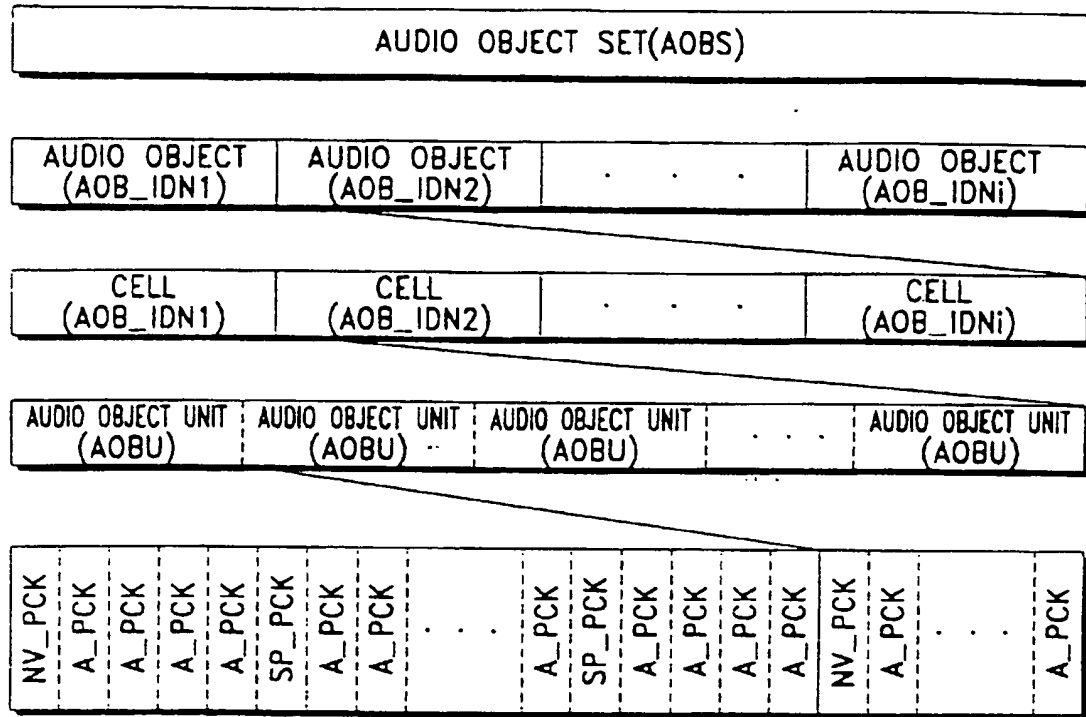 AUDIO OBJECT SET(AOBS)
AUDIO OBJECT
(AOB_IDN1)
AUDIO OBJECT
(AOB_IDN2)
. . .
AUDIO OBJECT
(AOB_IDNi)
CELL
(AOB_IDN1)
CELL
(AOB_IDN2)
. . .
CELL
(AOB_IDNi)
AUDIO OBJECT UNIT
(AOBU)
AUDIO OBJECT UNIT
(AOBU)
AUDIO OBJECT UNIT
(AOBU)
. . .
AUDIO OBJECT UNIT
(AOBU)
NV_PCK
A_PCK
A_PCK
A_PCK
A_PCK
SP_PCK
A_PCK
A_PCK
. . .
A_PCK
SP_PCK
A_PCK
A_PCK
A_PCK
A_PCK
NV_PCK
A_PCK
. . .
A_PCK